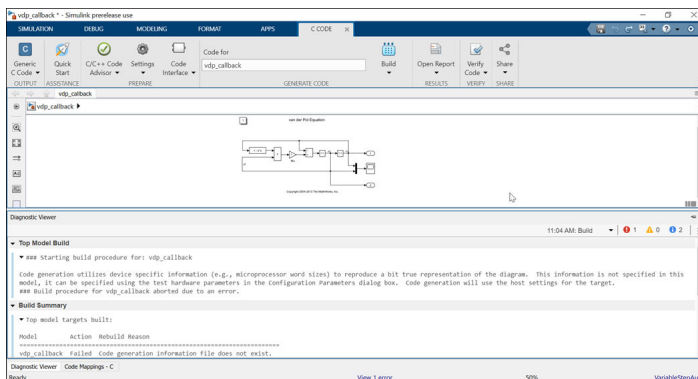 vdp_callback * - Simulink prerelease use
SIMULATION DEBUG MODELING FORMAT APPS C CODE
Generic C Code
Quick Start
C/C++ Code Advisor
Settings
Code Interface
Code for
vdp_callback
Build
Open Report
Verify Code
Share
OUTPUT ASSISTANCE PREPARE GENERATE CODE RESULTS VERIFY SHARE
vdp_callback
vdp_callback
van der Pol Equation
Copyright 2004-2013 The MathWorks, Inc.
Diagnostic Viewer
11:04 AM: Build 1 0 2
Top Model Build
### Starting build procedure for: vdp_callback
Code generation utilizes device specific information (e.g., microprocessor word sizes) to reproduce a bit true representation of the diagram. This information is not specified in this
model, it can be specified using the test hardware parameters in the Configuration Parameters dialog box. Code generation will use the host settings for the target.
### Build procedure for vdp_callback aborted due to an error.
Build Summary
Top model targets built:
Model Action Rebuild Reason
================================================================
vdp_callback Failed Code generation information file does not exist.
Diagnostic Viewer Code Mappings - C
Ready View 1 error 50% VariableStepAu